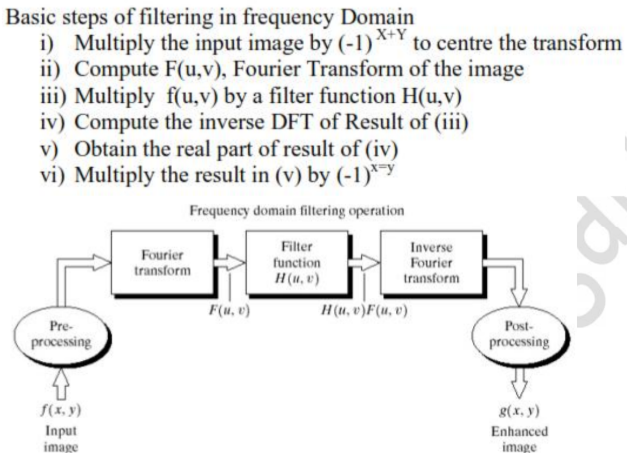 Basic steps of filtering in frequency Domain
i) Multiply the input image by (-1) X+Y to centre the transform
ii) Compute F(u,v), Fourier Transform of the image
iii) Multiply f(u,v) by a filter function H(u,v)
iv) Compute the inverse DFT of Result of (iii)
v) Obtain the real part of result of (iv)
vi) Multiply the result in (v) by (-1)x=y
Frequency domain filtering operation
Fourier
transform
Filter
function
H(u, v)
Inverse
Fourier
transform
F(u, v)
H(u, v)F(u, v)
Pre-
processing
Post-
processing
f(x, y)
Input
image
g(x, y)
Enhanced
image